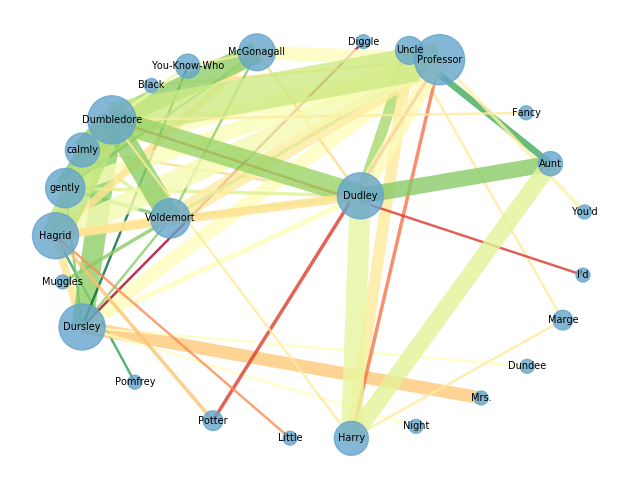 Diggle
Uncle
McGonagall
Professor
You-Know-Who
Black
Fancy
Dumbledore
calmly
Aunt
gently
Dudley
You'd
Voldemort
Hagrid
I'd
Muggles
Marge
Dursley
Dundee
Pomfrey
Mrs.
Potter
Night
Little
Harry